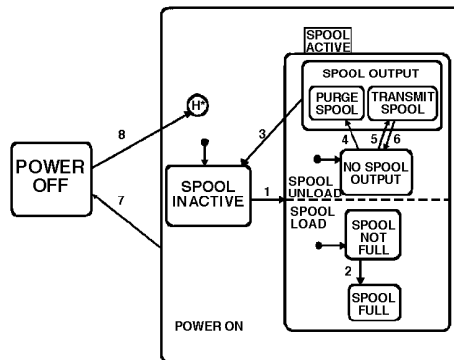 SPOOL
ACTIVE
SPOOL OUTPUT
PURGE
SPOOL
TRANSMIT
SPOOL
H*
8
3
4
5
6
POWER
OFF
NO SPOOL
OUTPUT
SPOOL
INACTIVE
1
SPOOL
UNLOAD
7
SPOOL
LOAD
SPOOL
NOT
FULL
2
SPOOL
FULL
POWER ON